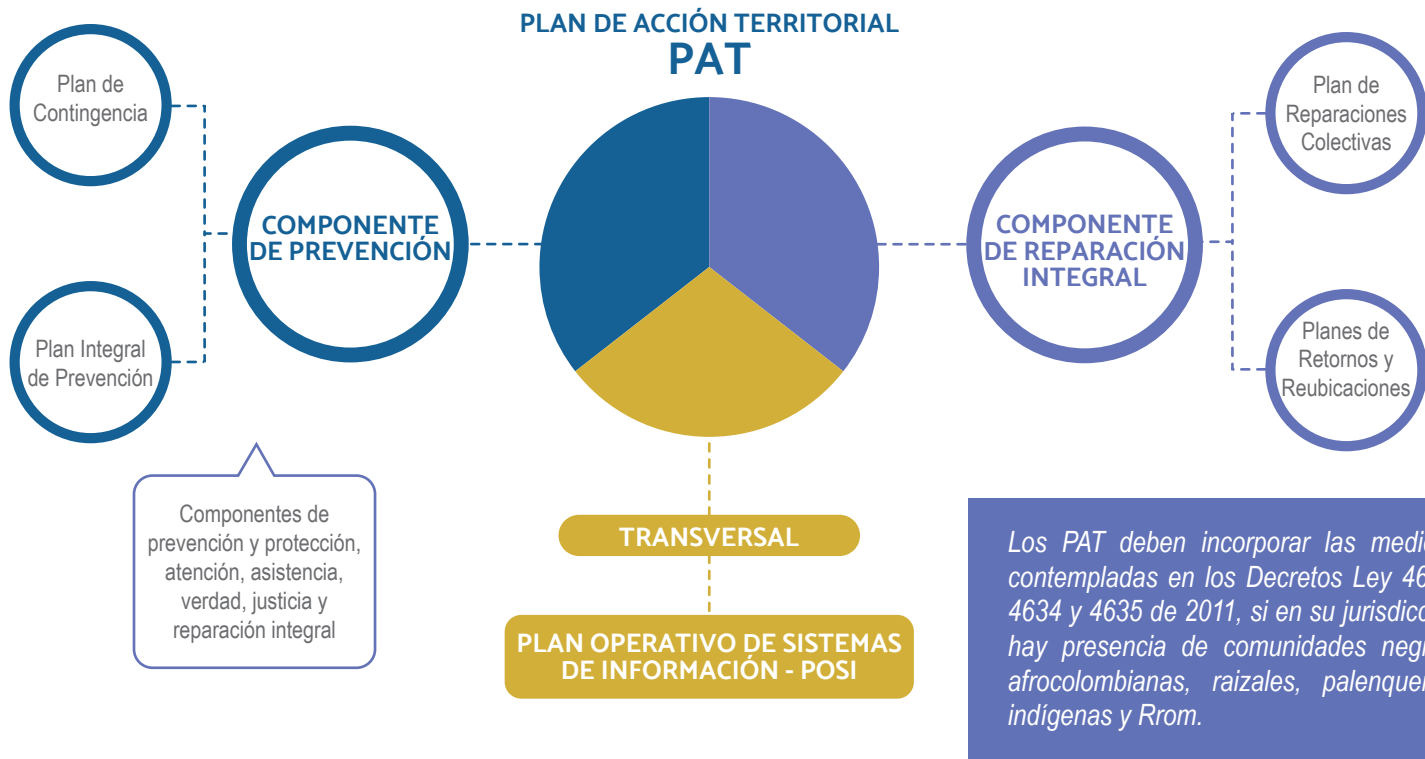 PLAN DE ACCIÓN TERRITORIAL
PAT
Plan de
Contingencia
Plan Integral
de Prevención
COMPONENTE
DE PREVENCIÓN
COMPONENTE
DE REPARACIÓN
INTEGRAL
Plan de
Reparaciones
Colectivas
Planes de
Retornos y
Reubicaciones
Componentes de
prevención y protección,
atención, asistencia,
verdad, justicia y
reparación integral
TRANSVERSAL
PLAN OPERATIVO DE SISTEMAS
DE INFORMACIÓN - POSI
Los PAT deben incorporar las
contempladas en los Decretos Ley
4634 y 4635 de 2011, si en su
hay presencia de comunidades
afrocolombianas, raizales,
indígenas y Rrom.